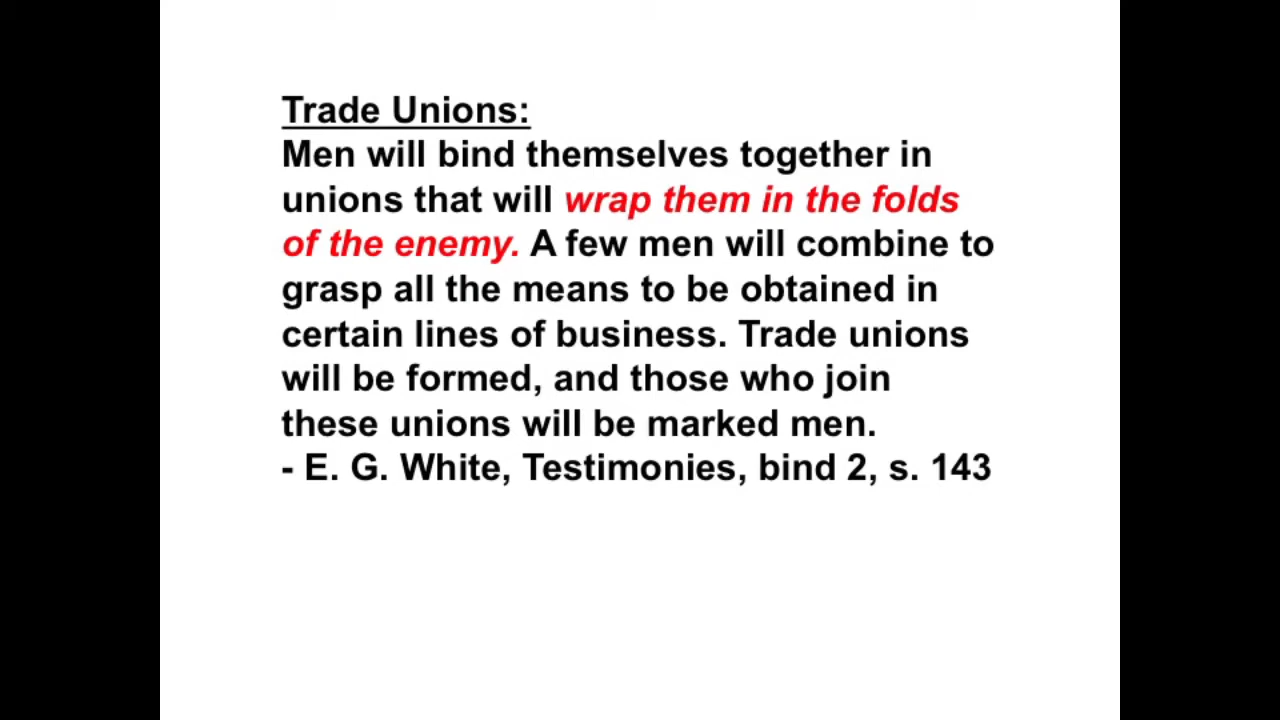 Trade Unions:
Men will bind themselves together in
unions that will wrap them in the folds
of the enemy. A few men will combine to
grasp all the means to be obtained in
certain lines of business. Trade unions
will be formed, and those who join
these unions will be marked men.
- E. G. White, Testimonies, bind 2, s. 143